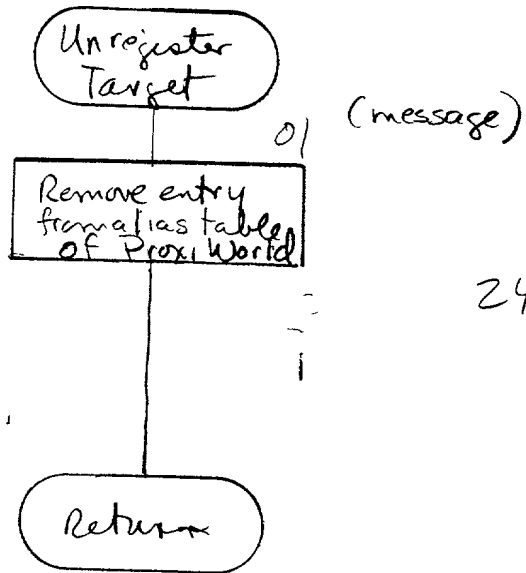 Unregister
Target
01
(message)
Remove entry
from alias table
of Proxi World
24
Return